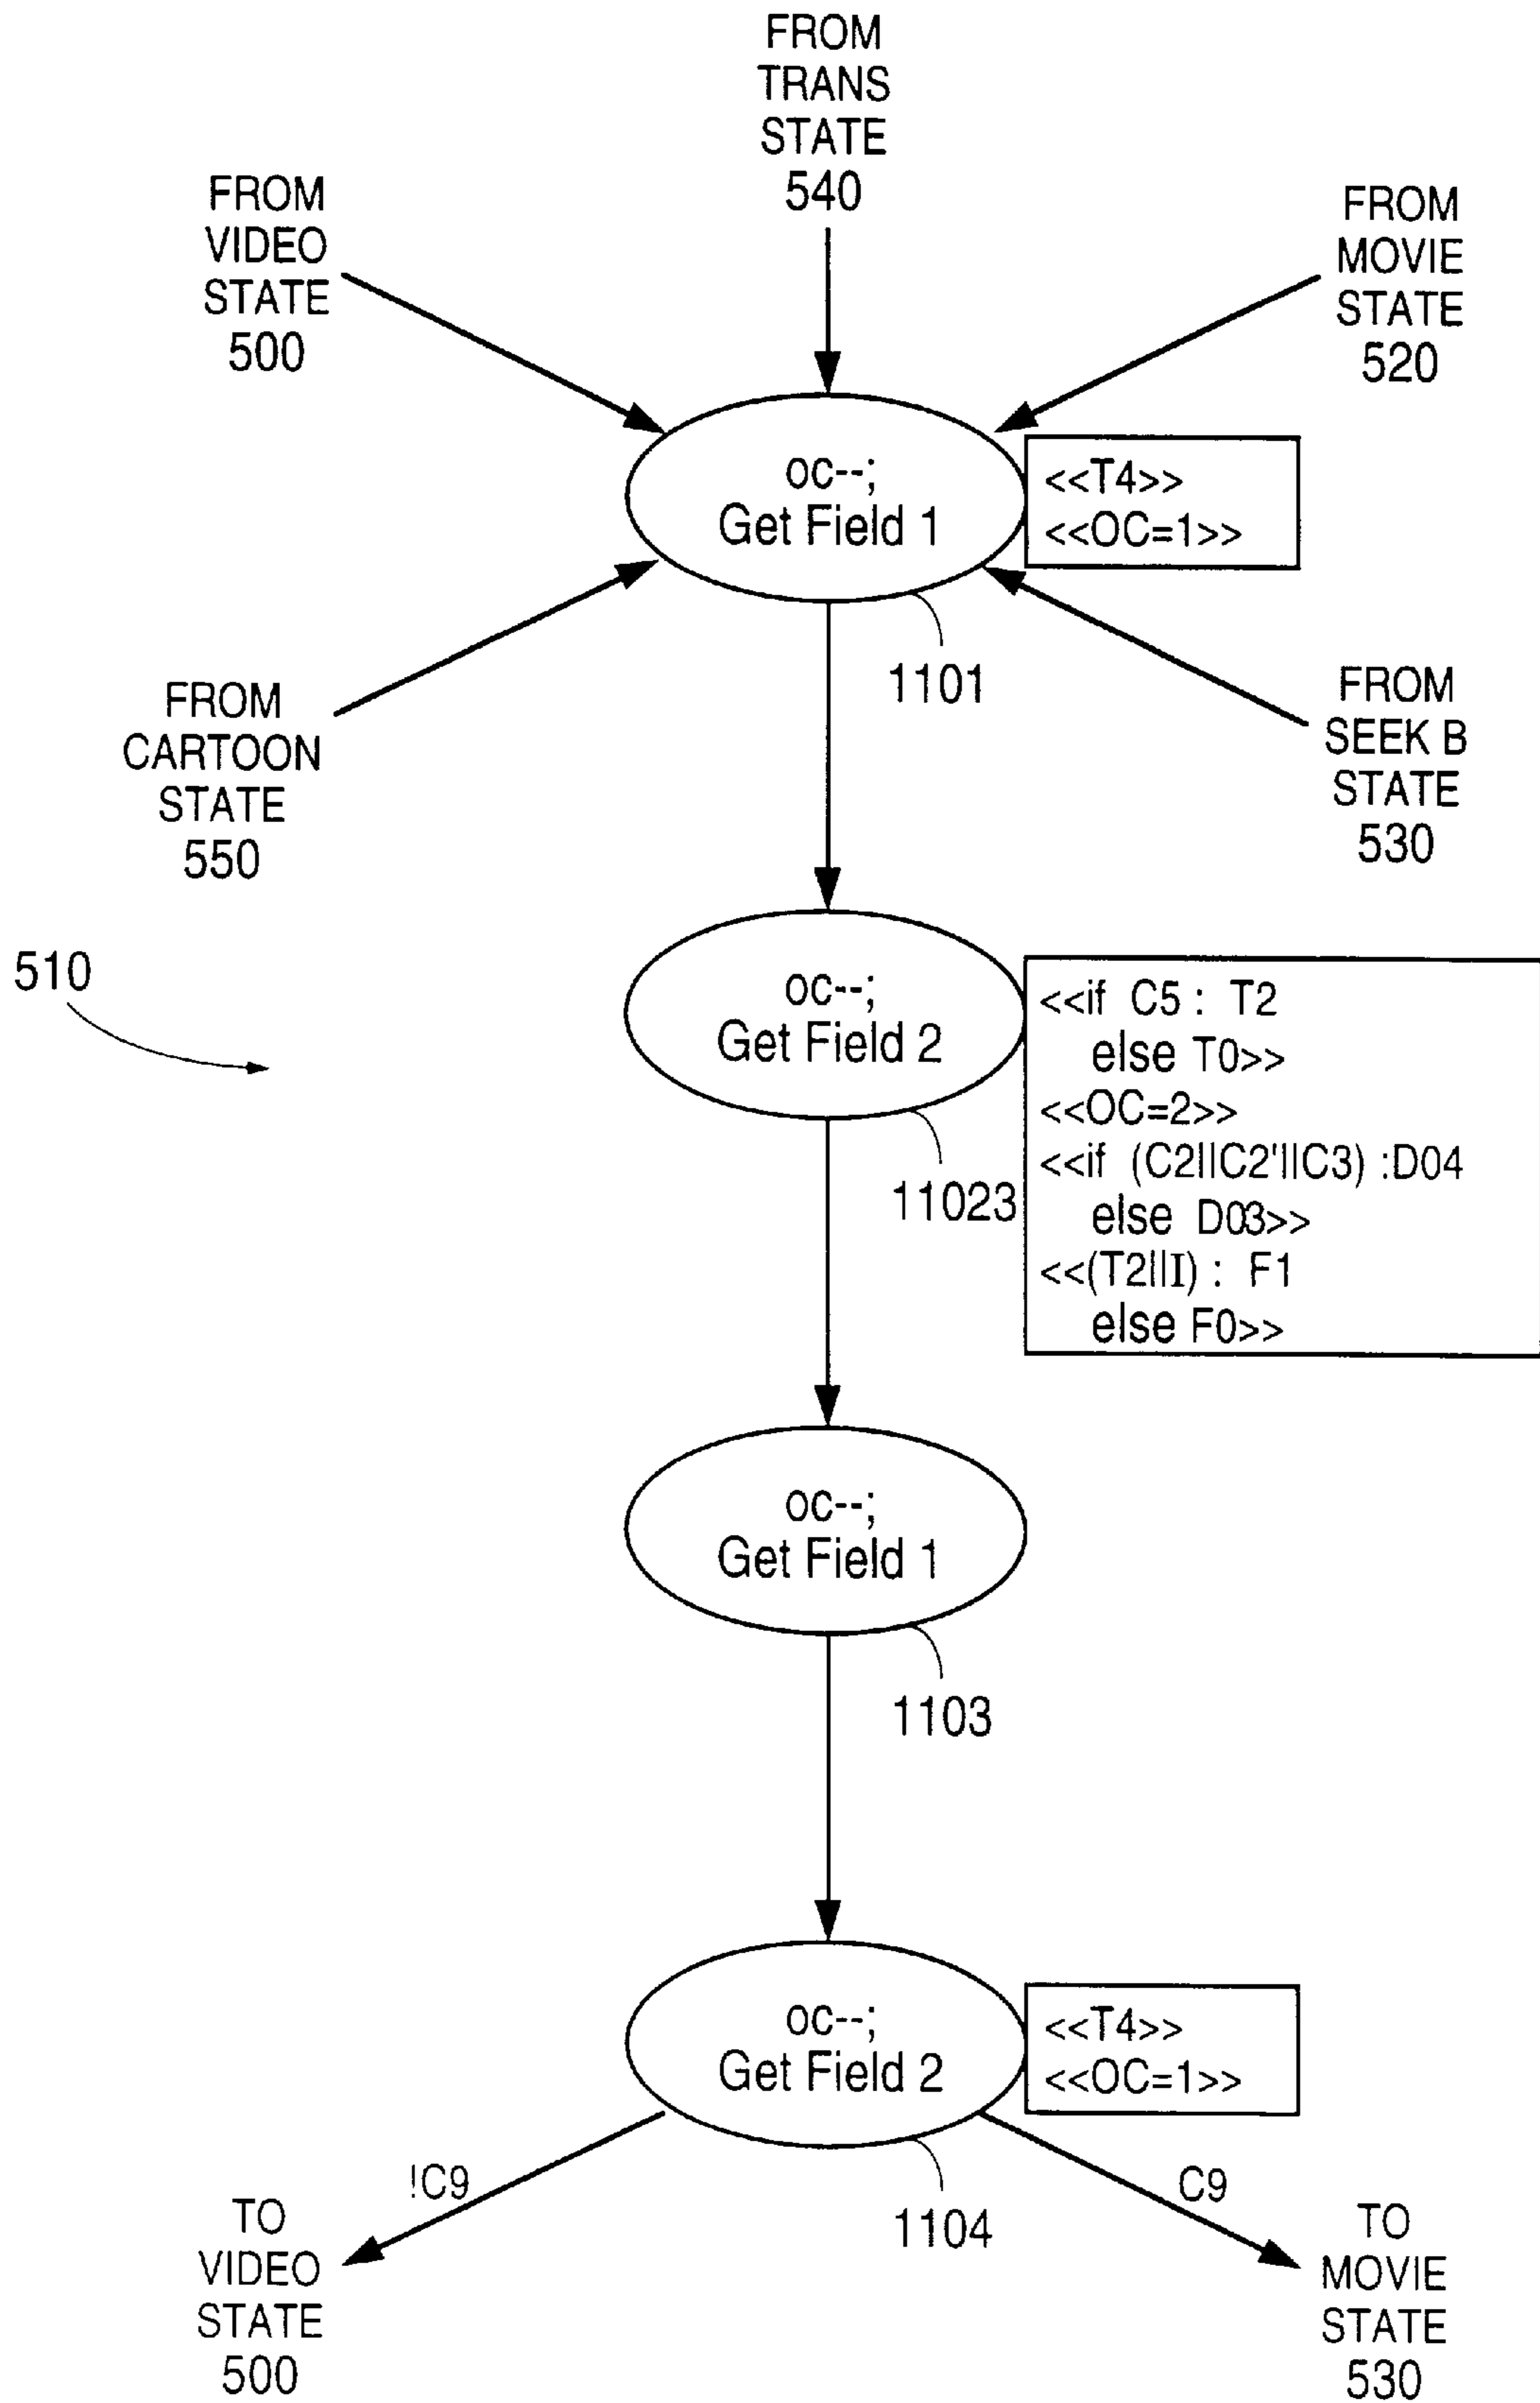 FROM
TRANS
STATE
540
FROM
VIDEO
STATE
500
FROM
MOVIE
STATE
520
oc--;
Get Field 1
<<T4>>
<<OC=1>>
1101
FROM
CARTOON
STATE
550
FROM
SEEK B
STATE
530
510
oc--;
Get Field 2
<<if C5 : T2
else T0>>
<<OC=2>>
<<if (C2||C2'||C3) :D04
else D03>>
<<(T2||I) : F1
else F0>>
11023
oc--;
Get Field 1
1103
oc--;
Get Field 2
<<T4>>
<<OC=1>>
1104
!C9
C9
TO
VIDEO
STATE
500
TO
MOVIE
STATE
530